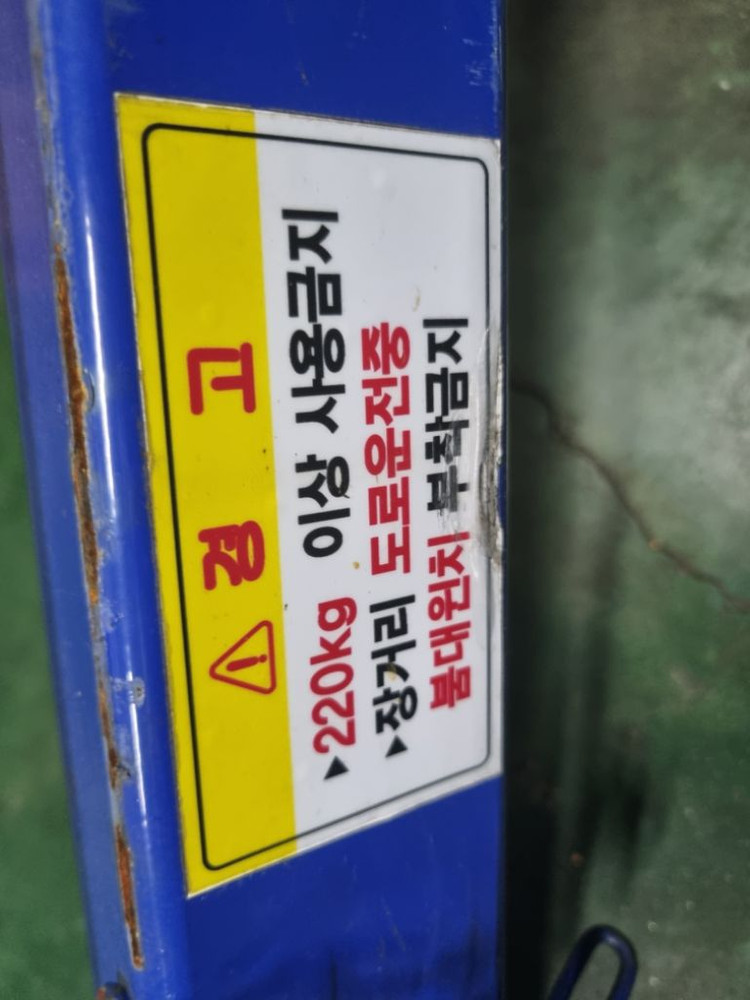 ⚠ 경 고
▶220kg 이상 사용금지
▶장거리 도로운전중
불대원치 부착금지